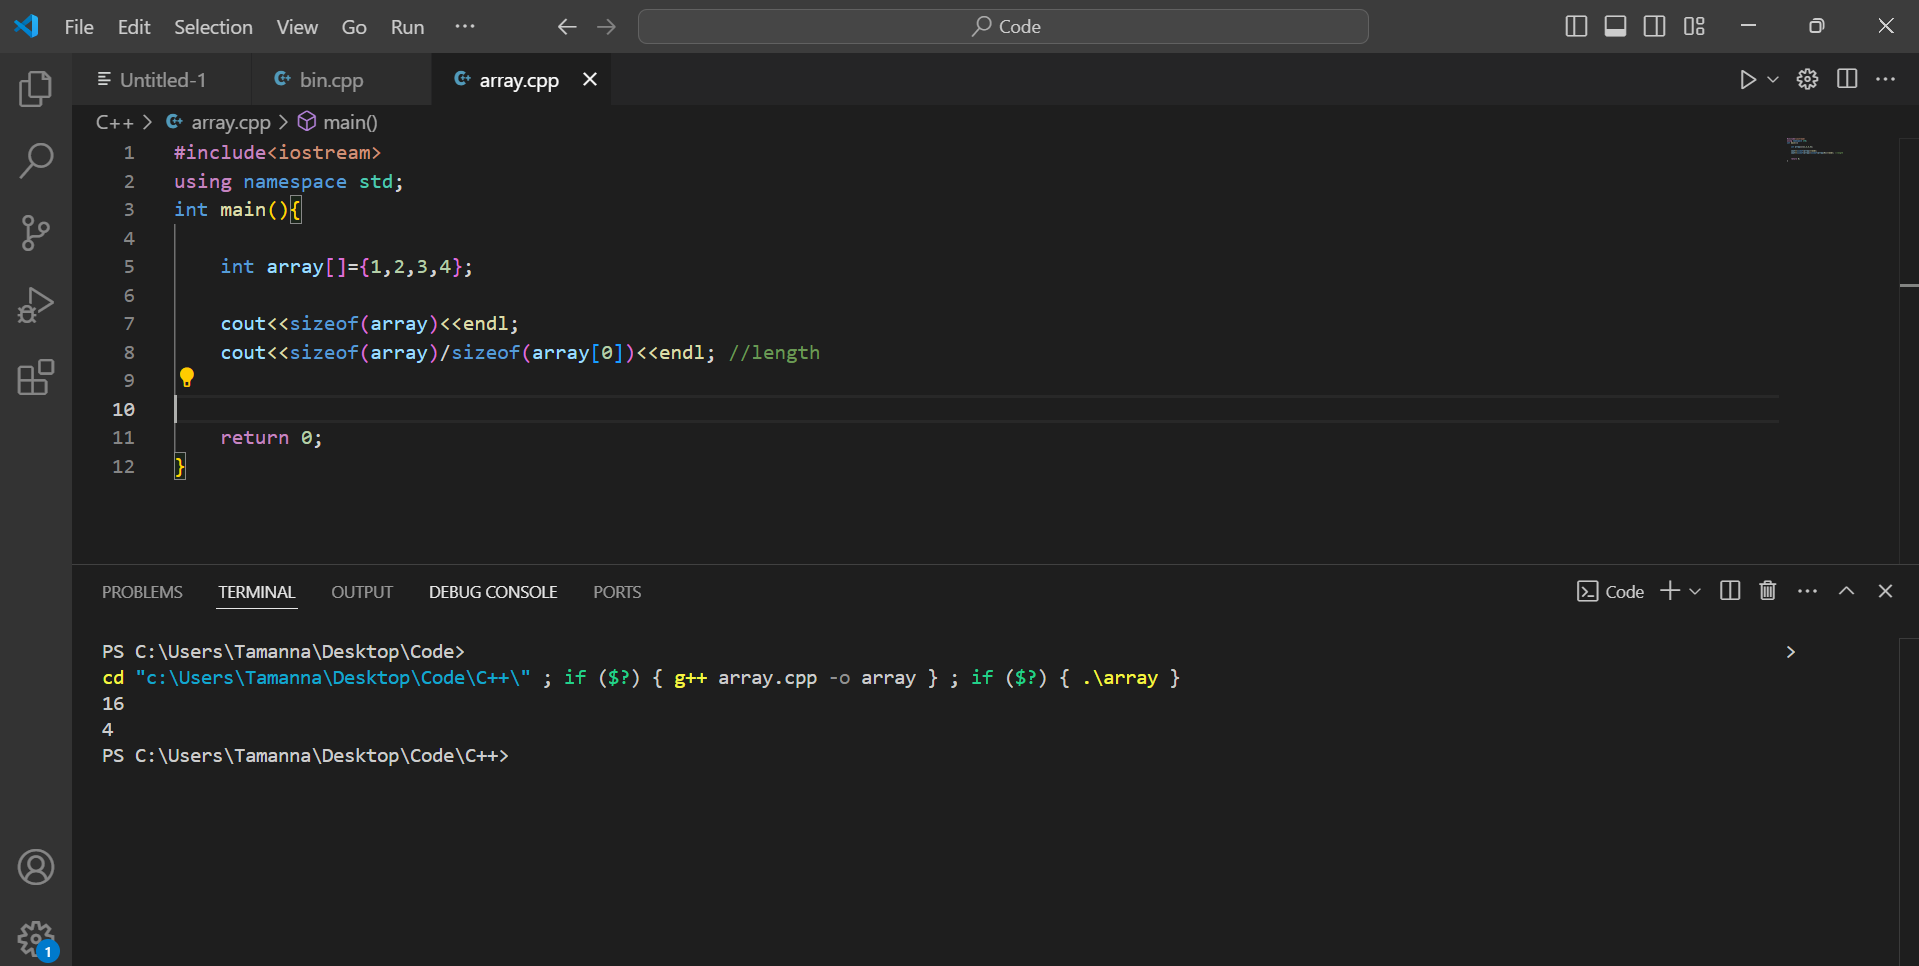 File Edit Selection View Go Run ··· Code
Untitled-1 bin.cpp array.cpp
C++ > array.cpp > main()
1 #include<iostream>
2 using namespace std;
3 int main(){
4
5 int array[]={1,2,3,4};
6
7 cout<<sizeof(array)<<endl;
8 cout<<sizeof(array)/sizeof(array[0])<<endl; //length
9
10
11 return 0;
12 }
PROBLEMS TERMINAL OUTPUT DEBUG CONSOLE PORTS Code
PS C:\Users\Tamanna\Desktop\Code>
cd "c:\Users\Tamanna\Desktop\Code\C++\" ; if ($?) { g++ array.cpp -o array } ; if ($?) { .\array }
16
4
PS C:\Users\Tamanna\Desktop\Code\C++>
1